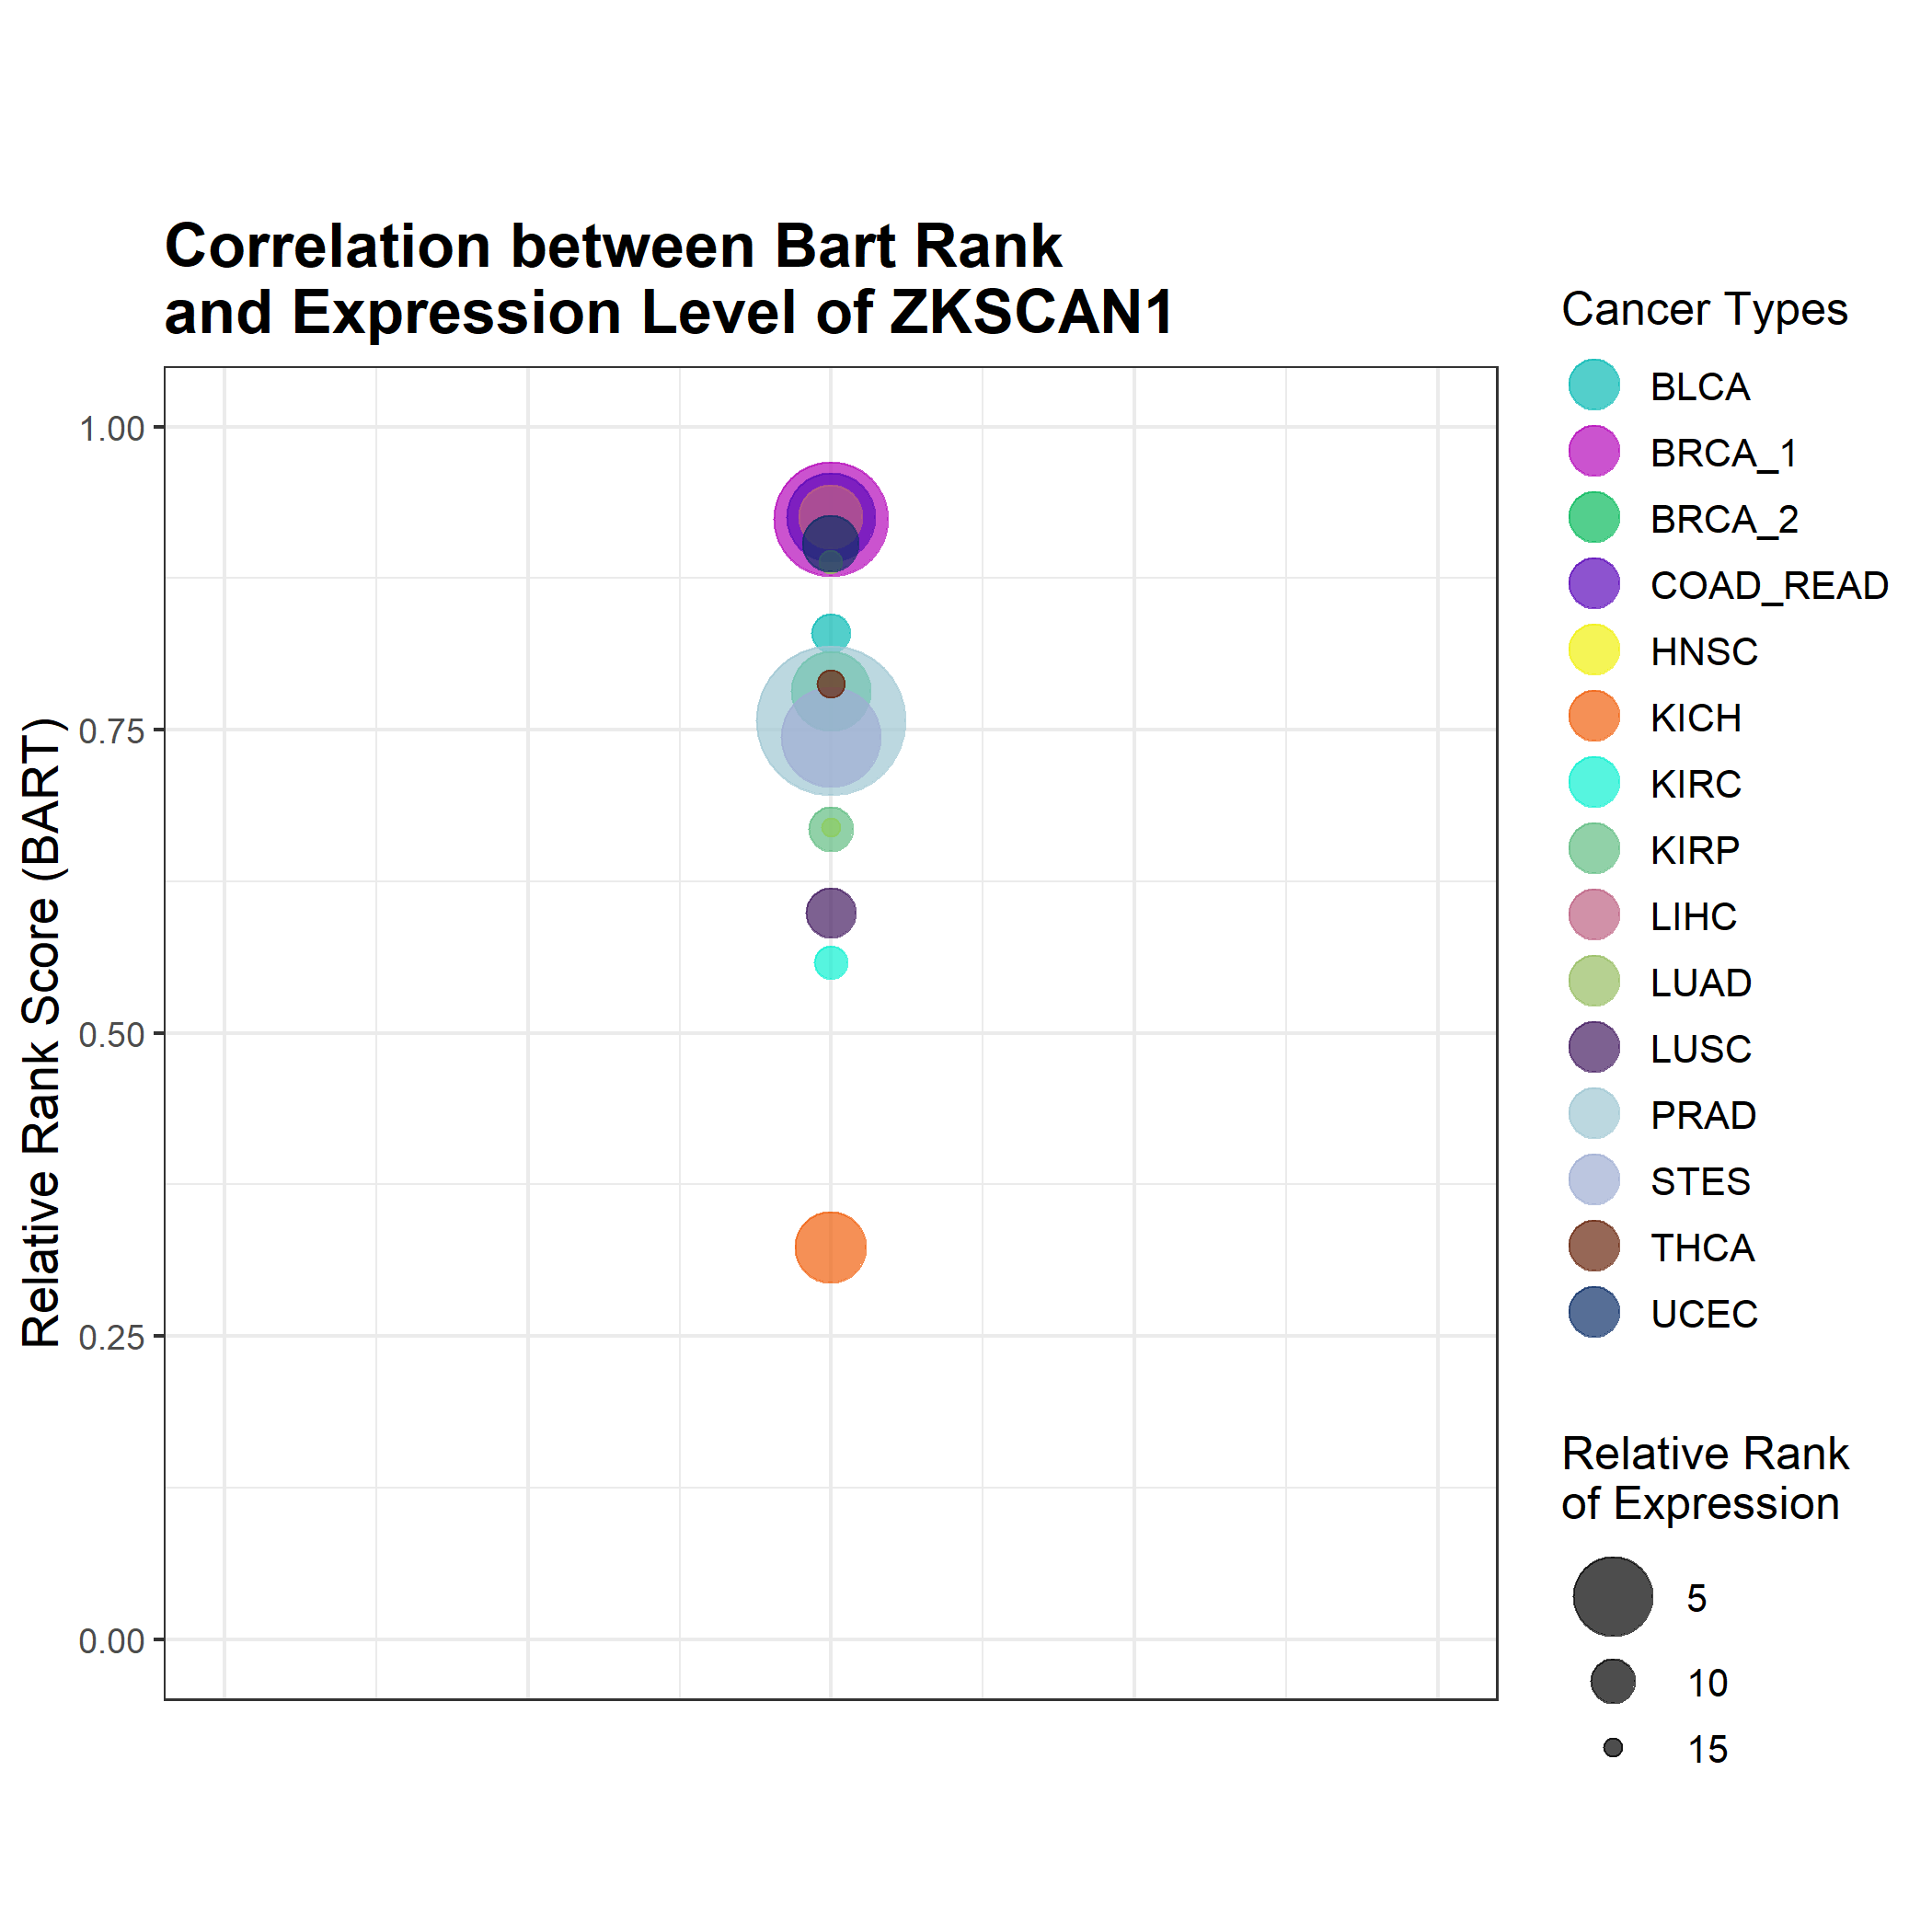 Correlation between Bart Rank
and Expression Level of ZKSCAN1
Relative Rank Score (BART)
1.00
0.75
0.50
0.25
0.00
Cancer Types
BLCA
BRCA_1
BRCA_2
COAD_READ
HNSC
KICH
KIRC
KIRP
LIHC
LUAD
LUSC
PRAD
STES
THCA
UCEC
Relative Rank
of Expression
5
10
15